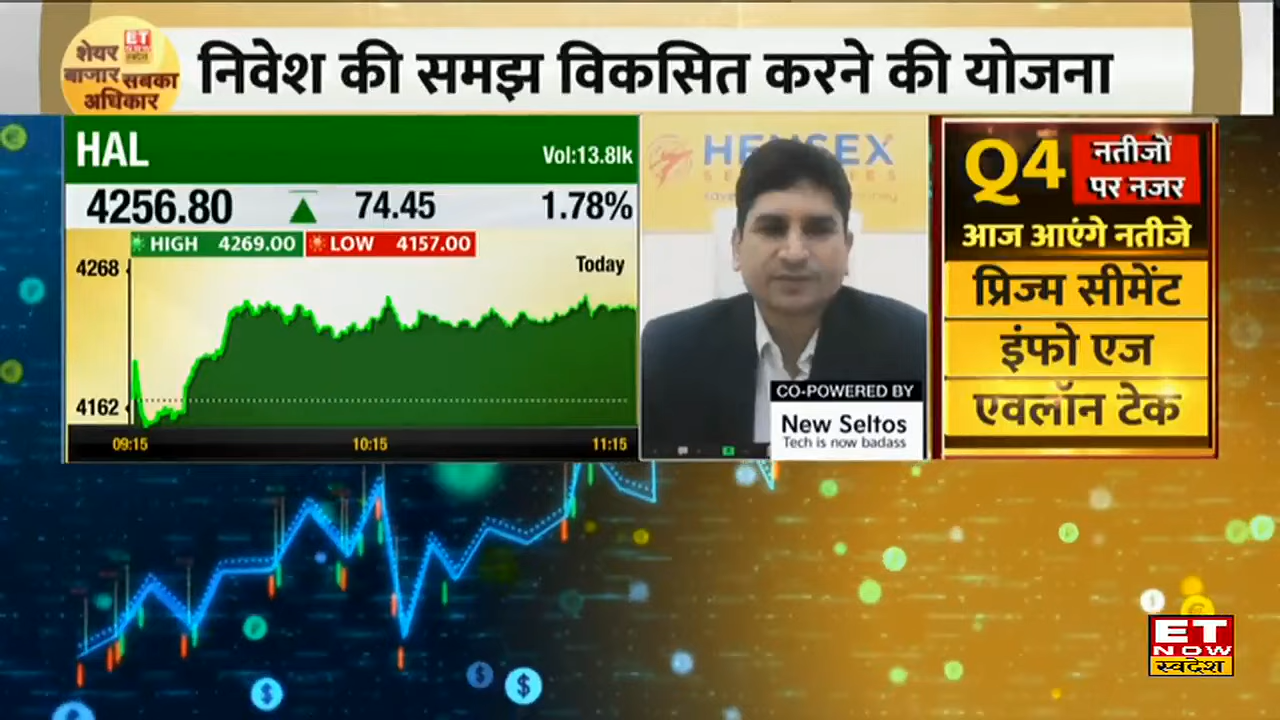 शेयर
बाजार सबका
अधिकार
ET
NOW
स्वदेश
निवेश की समझ विकसित करने की योजना
HAL
Vol:13.8lk
4256.80 74.45 1.78%
HIGH 4269.00 LOW 4157.00
4268
Today
4162
09:15 10:15 11:15
HENSEX
CO-POWERED BY
New Seltos
Tech is now badass
Q4
नतीजों
पर नजर
आज आएंगे नतीजे
प्रिज्म सीमेंट
इंफो एज
एवलॉन टेक
ET
NOW
स्वदेश